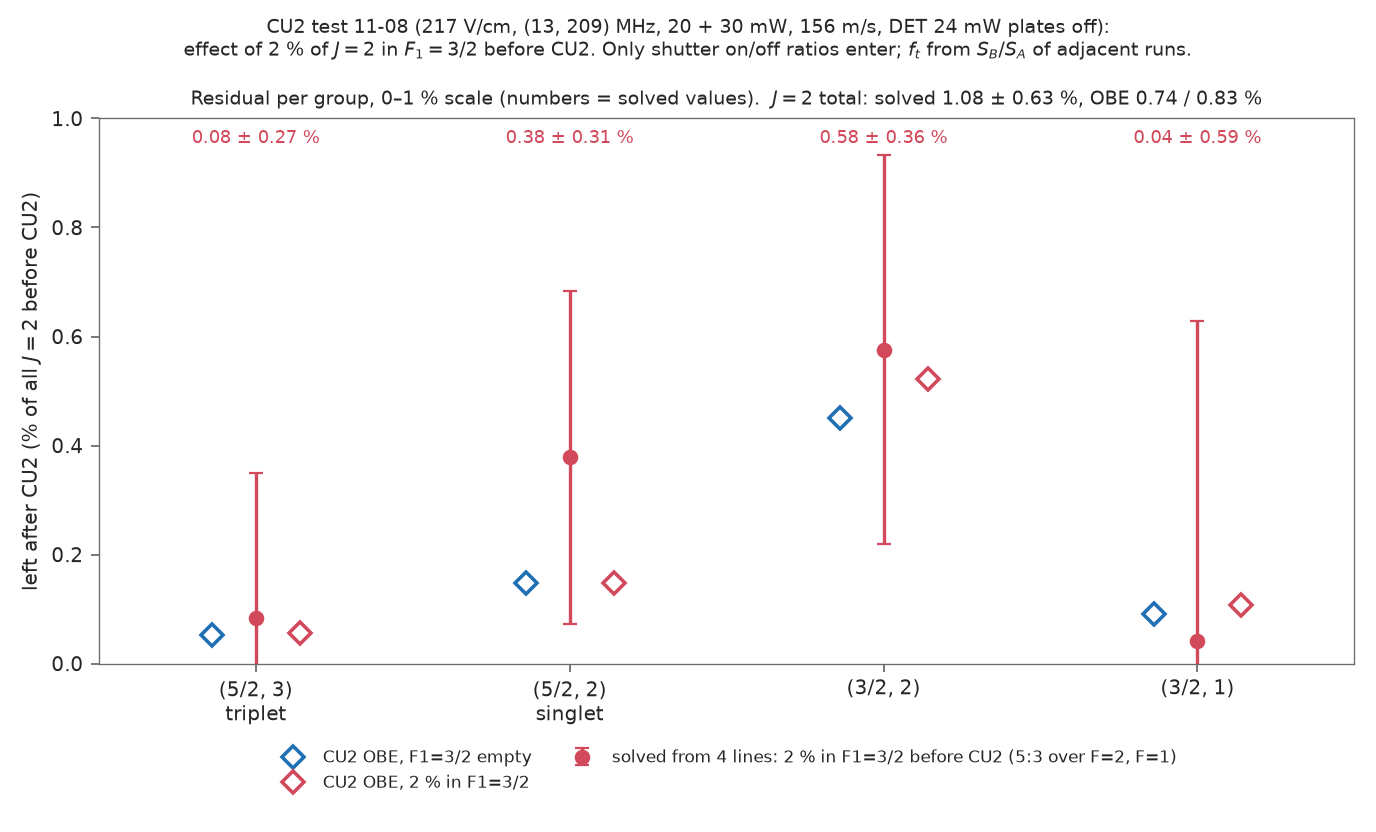 CU2 test 11-08 (217 V/cm, (13, 209) MHz, 20 + 30 mW, 156 m/s, DET 24 mW plates off):
effect of 2 % of J = 2 in F₁ = 3/2 before CU2. Only shutter on/off ratios enter; fₜ from S_B/S_A of adjacent runs.
Residual per group, 0–1 % scale (numbers = solved values).  J = 2 total: solved 1.08 ± 0.63 %, OBE 0.74 / 0.83 %
left after CU2 (% of all J = 2 before CU2)
1.0
0.8
0.6
0.4
0.2
0.0
0.08 ± 0.27 %
0.38 ± 0.31 %
0.58 ± 0.36 %
0.04 ± 0.59 %
(5/2, 3)
triplet
(5/2, 2)
singlet
(3/2, 2)
(3/2, 1)
CU2 OBE, F1=3/2 empty
CU2 OBE, 2 % in F1=3/2
solved from 4 lines: 2 % in F1=3/2 before CU2 (5:3 over F=2, F=1)